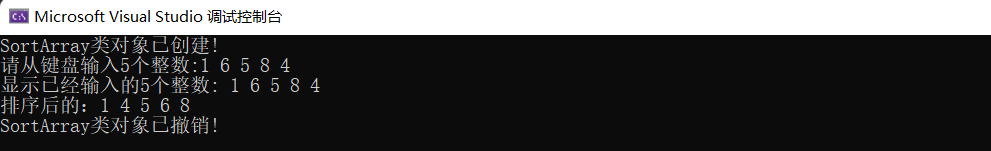 Microsoft Visual Studio 调试控制台
SortArray类对象已创建!
请从键盘输入5个整数:1 6 5 8 4
显示已经输入的5个整数: 1 6 5 8 4
排序后的: 1 4 5 6 8
SortArray类对象已撤销!